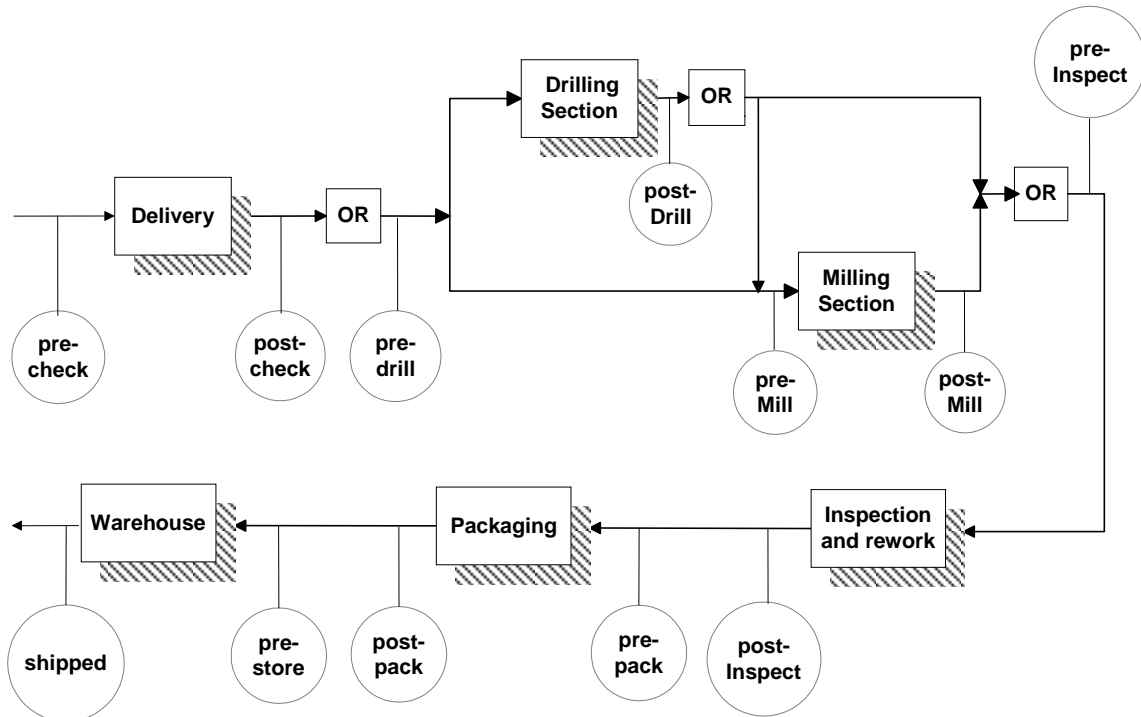 pre-
Inspect
Drilling
Section
OR
post-
Drill
Delivery
OR
OR
Milling
Section
pre-
check
post-
check
pre-
drill
pre-
Mill
post-
Mill
Warehouse
Packaging
Inspection
and rework
shipped
pre-
store
post-
pack
pre-
pack
post-
Inspect